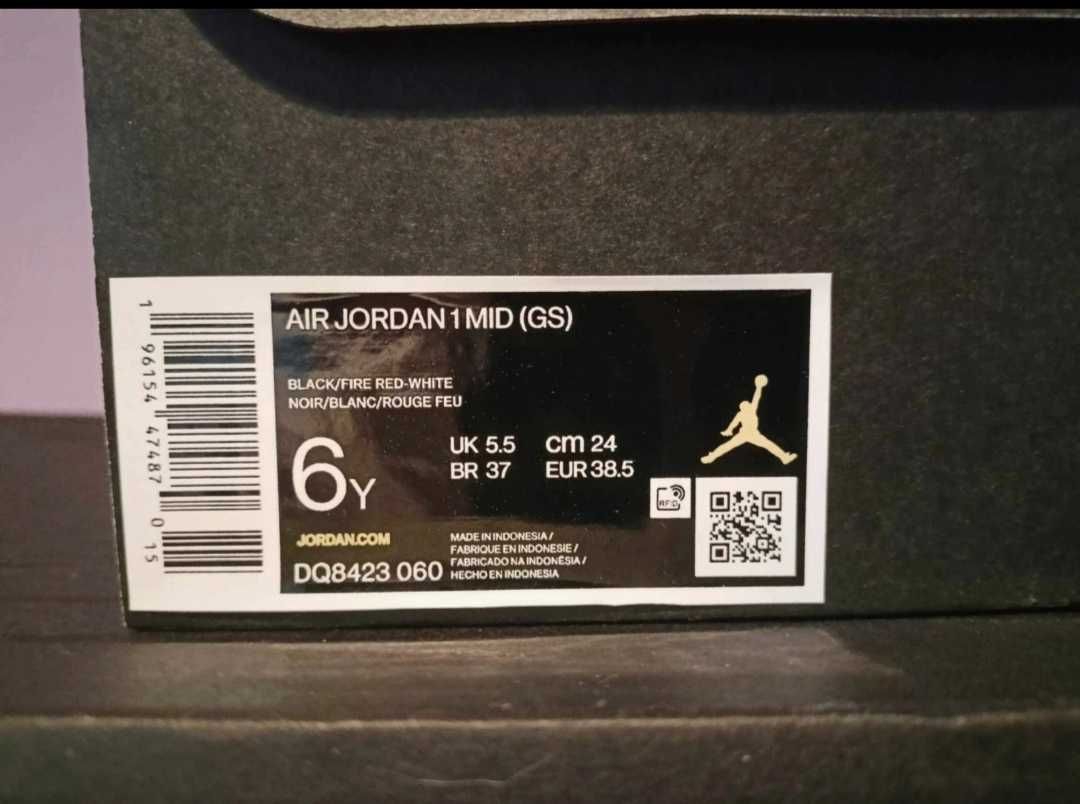 AIR JORDAN 1 MID (GS)
BLACK/FIRE RED-WHITE
NOIR/BLANC/ROUGE FEU
6Y
UK 5.5 cm 24
BR 37 EUR 38.5
RFID
JORDAN.COM
DQ8423 060
MADE IN INDONESIA /
FABRIQUE EN INDONESIE /
FABRICADO NA INDONÉSIA /
HECHO EN INDONESIA
1 96154 47487 0 15